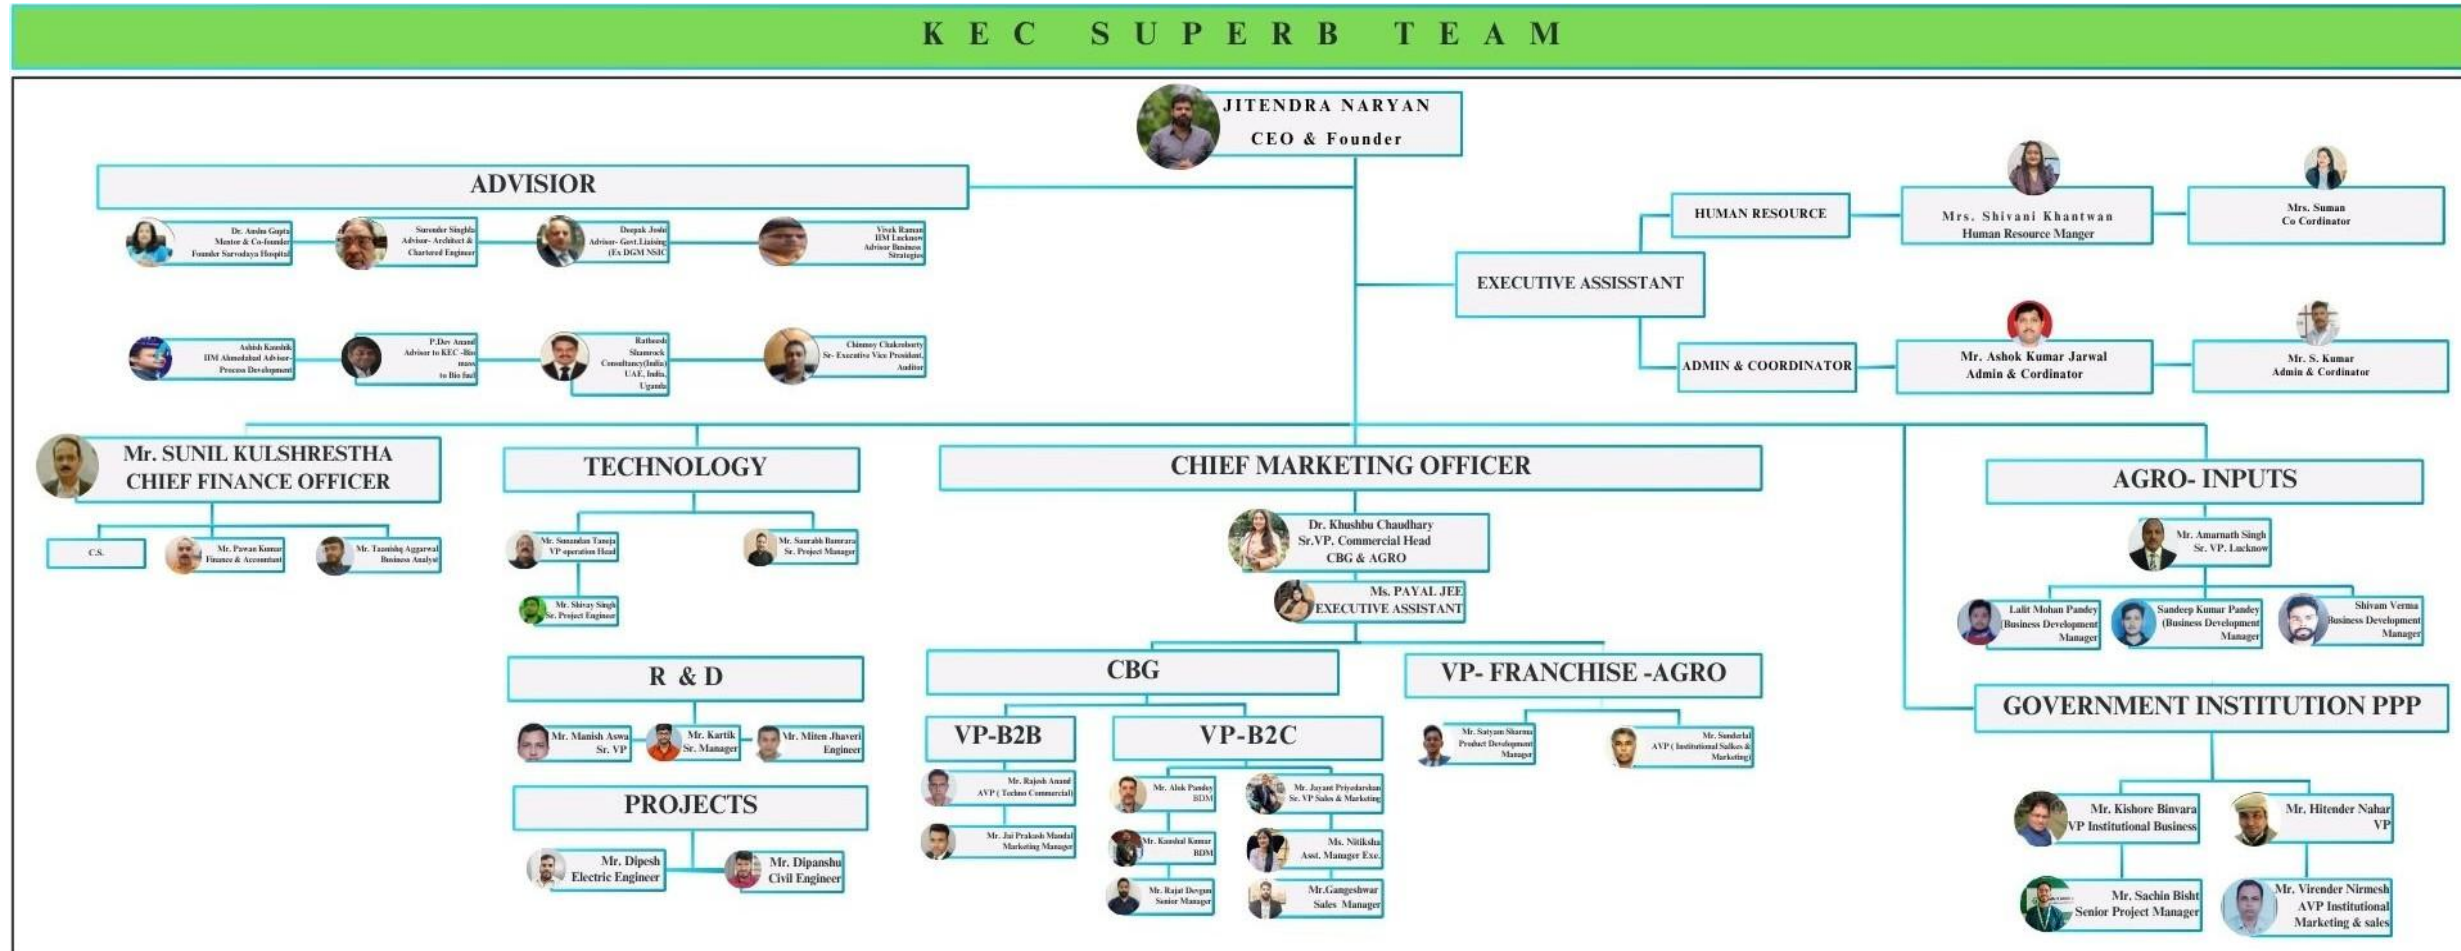 KEC SUPERB TEAM
JITENDRA NARYAN
CEO & Founder
ADVISIOR
Dr. Anshu Gupta
Mentor & Co-founder
Founder Sarvodaya Hospital
Surender Singhla
Advisor- Architect &
Chartered Engineer
Deepak Joshi
Advisor- Govt.Liaising
(Ex DGM NSIC
Vivek Raman
IIM Lucknow
Advisor Business
Strategies
Ashish Kaushik
IIM Ahmedabad Advisor-
Process Development
P.Dev Anand
Advisor to KEC -Bio
mass
to Bio fuel
Ratheesh
Shamrock
Consultancy(India)
UAE, India,
Uganda
Chinmoy Chakroborty
Sr- Executive Vice President,
Auditor
HUMAN RESOURCE
Mrs. Shivani Khantwan
Human Resource Manger
Mrs. Suman
Co Cordinator
EXECUTIVE ASSISSTANT
ADMIN & COORDINATOR
Mr. Ashok Kumar Jarwal
Admin & Cordinator
Mr. S. Kumar
Admin & Cordinator
Mr. SUNIL KULSHRESTHA
CHIEF FINANCE OFFICER
C.S.
Mr. Pawan Kumar
Finance & Accountant
Mr. Taanishq Aggarwal
Business Analyst
TECHNOLOGY
Mr. Sunandan Taneja
VP operation Head
Mr. Saurabh Bamrara
Sr. Project Manager
Mr. Shivay Singh
Sr. Project Engineer
R & D
Mr. Manish Aswa
Sr. VP
Mr. Kartik
Sr. Manager
Mr. Miten Jhaveri
Engineer
PROJECTS
Mr. Dipesh
Electric Engineer
Mr. Dipanshu
Civil Engineer
CHIEF MARKETING OFFICER
Dr. Khushbu Chaudhary
Sr.VP. Commercial Head
CBG & AGRO
Ms. PAYAL JEE
EXECUTIVE ASSISTANT
CBG
VP-B2B
Mr. Rajesh Anand
AVP ( Techno Commercial)
Mr. Jai Prakash Mandal
Marketing Manager
VP-B2C
Mr. Alok Pandey
BDM
Mr. Kaushal Kumar
BDM
Mr. Rajat Devgun
Senior Manager
Mr. Jayant Priyedarshan
Sr. VP Sales & Marketing
Ms. Nitiksha
Asst. Manager Exe.
Mr.Gangeshwar
Sales Manager
VP- FRANCHISE -AGRO
Mr. Satyam Sharma
Product Development
Manager
Mr. Sunderlal
AVP ( Institutional Salkes &
Marketing)
AGRO- INPUTS
Mr. Amarnath Singh
Sr. VP. Lucknow
Lalit Mohan Pandey
(Business Development
Manager
Sandeep Kumar Pandey
(Business Development
Manager
Shivam Verma
Business Development
Manager
GOVERNMENT INSTITUTION PPP
Mr. Kishore Binvara
VP Institutional Business
Mr. Hitender Nahar
VP
Mr. Sachin Bisht
Senior Project Manager
Mr. Virender Nirmesh
AVP Institutional
Marketing & sales